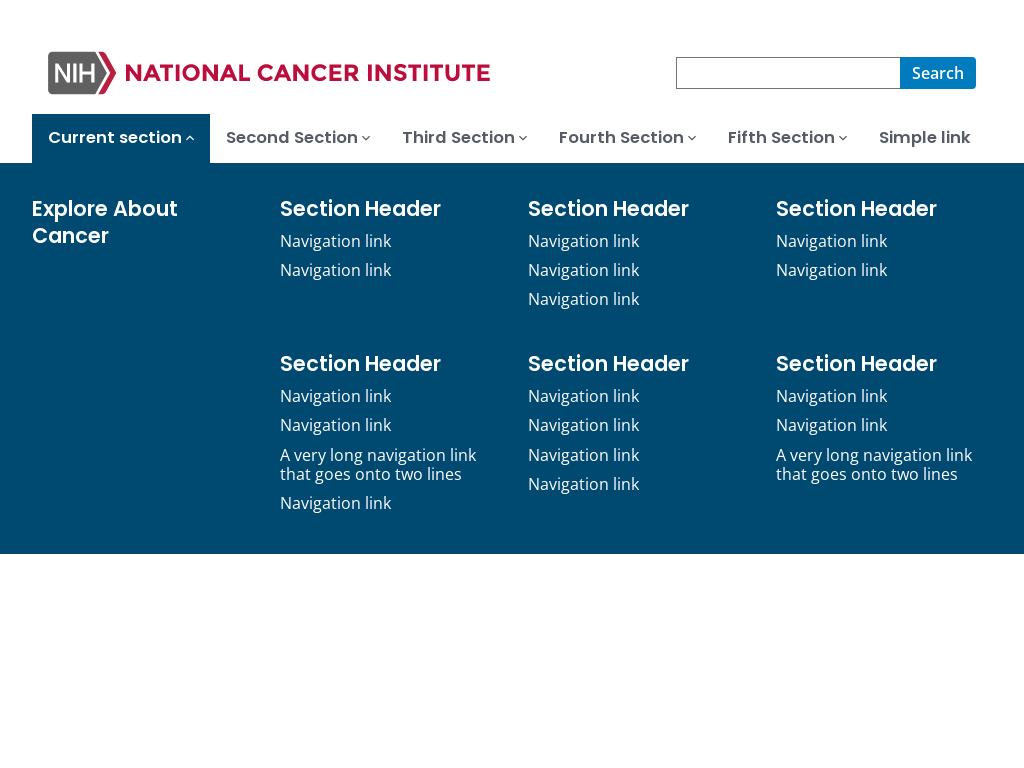 NIH NATIONAL CANCER INSTITUTE
Search
Current section Second Section Third Section Fourth Section Fifth Section Simple link
Explore About
Cancer
Section Header
Navigation link
Navigation link
Section Header
Navigation link
Navigation link
Navigation link
Section Header
Navigation link
Navigation link
Section Header
Navigation link
Navigation link
A very long navigation link
that goes onto two lines
Navigation link
Section Header
Navigation link
Navigation link
Navigation link
Navigation link
Section Header
Navigation link
Navigation link
A very long navigation link
that goes onto two lines